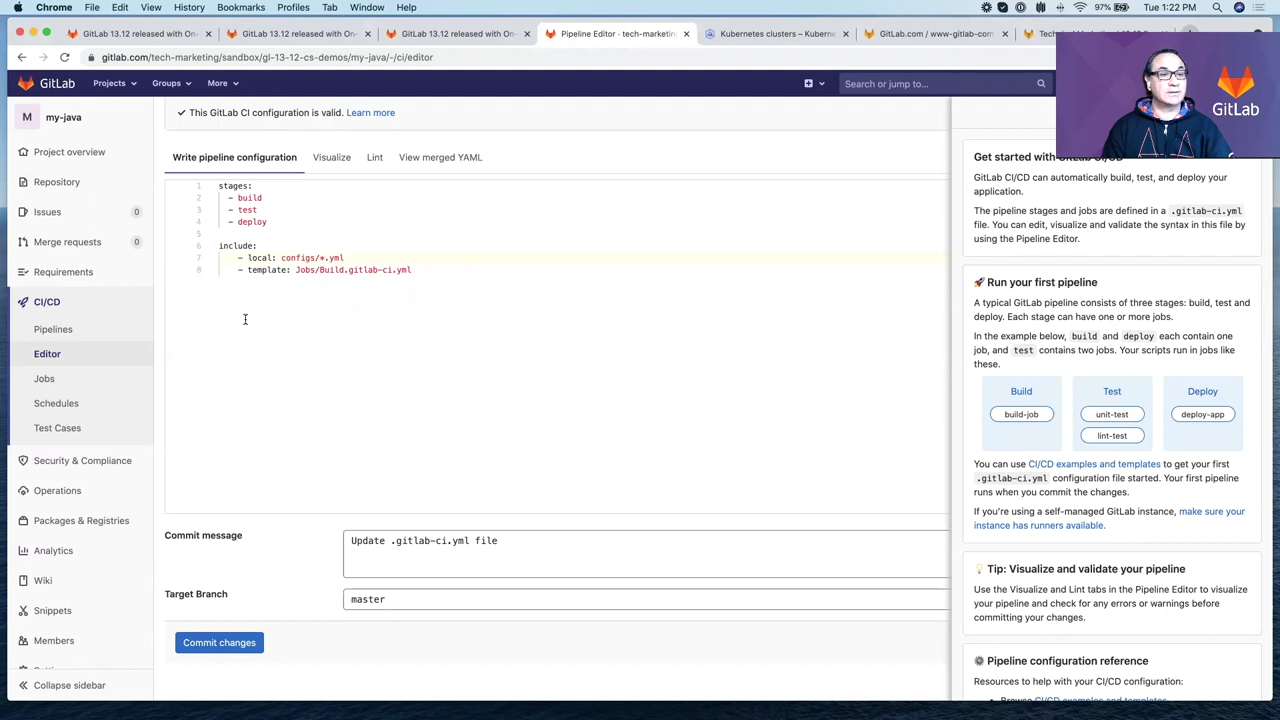 Chrome File Edit View History Bookmarks Profiles Tab Window Help 97% Tue 1:22 PM
GitLab 13.12 released with On- GitLab 13.12 released with On- GitLab 13.12 released with On- Pipeline Editor · tech-marketing Kubernetes clusters – Kuberne GitLab.com / www-gitlab-com
gitlab.com/tech-marketing/sandbox/gl-13-12-cs-demos/my-java/-/ci/editor
GitLab Projects Groups More Search or jump to...
GitLab
M my-java
Project overview
Repository
Issues 0
Merge requests 0
Requirements
CI/CD
Pipelines
Editor
Jobs
Schedules
Test Cases
Security & Compliance
Operations
Packages & Registries
Analytics
Wiki
Snippets
Members
Collapse sidebar
This GitLab CI configuration is valid. Learn more
Write pipeline configuration Visualize Lint View merged YAML
1 stages:
2 - build
3 - test
4 - deploy
5
6 include:
7 - local: configs/*.yml
8 - template: Jobs/Build.gitlab-ci.yml
Commit message
Update .gitlab-ci.yml file
Target Branch
master
Commit changes
Get started with GitLab CI/CD
GitLab CI/CD can automatically build, test, and deploy your
application.
The pipeline stages and jobs are defined in a .gitlab-ci.yml
file. You can edit, visualize and validate the syntax in this file by
using the Pipeline Editor.
🚀 Run your first pipeline
A typical GitLab pipeline consists of three stages: build, test and
deploy. Each stage can have one or more jobs.
In the example below, build and deploy each contain one
job, and test contains two jobs. Your scripts run in jobs like
these.
Build Test Deploy
build-job unit-test deploy-app
lint-test
You can use CI/CD examples and templates to get your first
.gitlab-ci.yml configuration file started. Your first pipeline
runs when you commit the changes.
If you're using a self-managed GitLab instance, make sure your
instance has runners available.
💡 Tip: Visualize and validate your pipeline
Use the Visualize and Lint tabs in the Pipeline Editor to visualize
your pipeline and check for any errors or warnings before
committing your changes.
⚙️ Pipeline configuration reference
Resources to help with your CI/CD configuration:
Browse CI/CD examples and templates